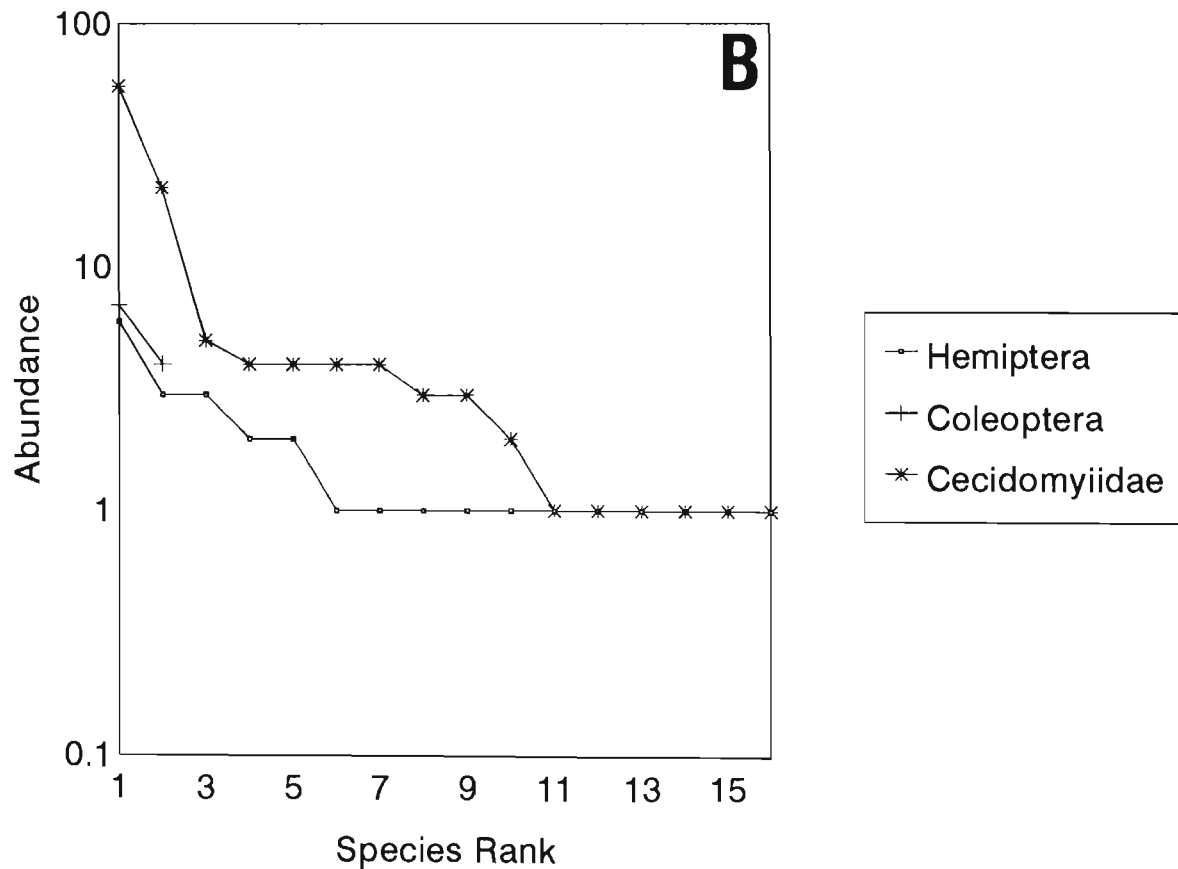 B
100
10
1
0.1
Abundance
1 3 5 7 9 11 13 15
Species Rank
Hemiptera
Coleoptera
Cecidomyiidae